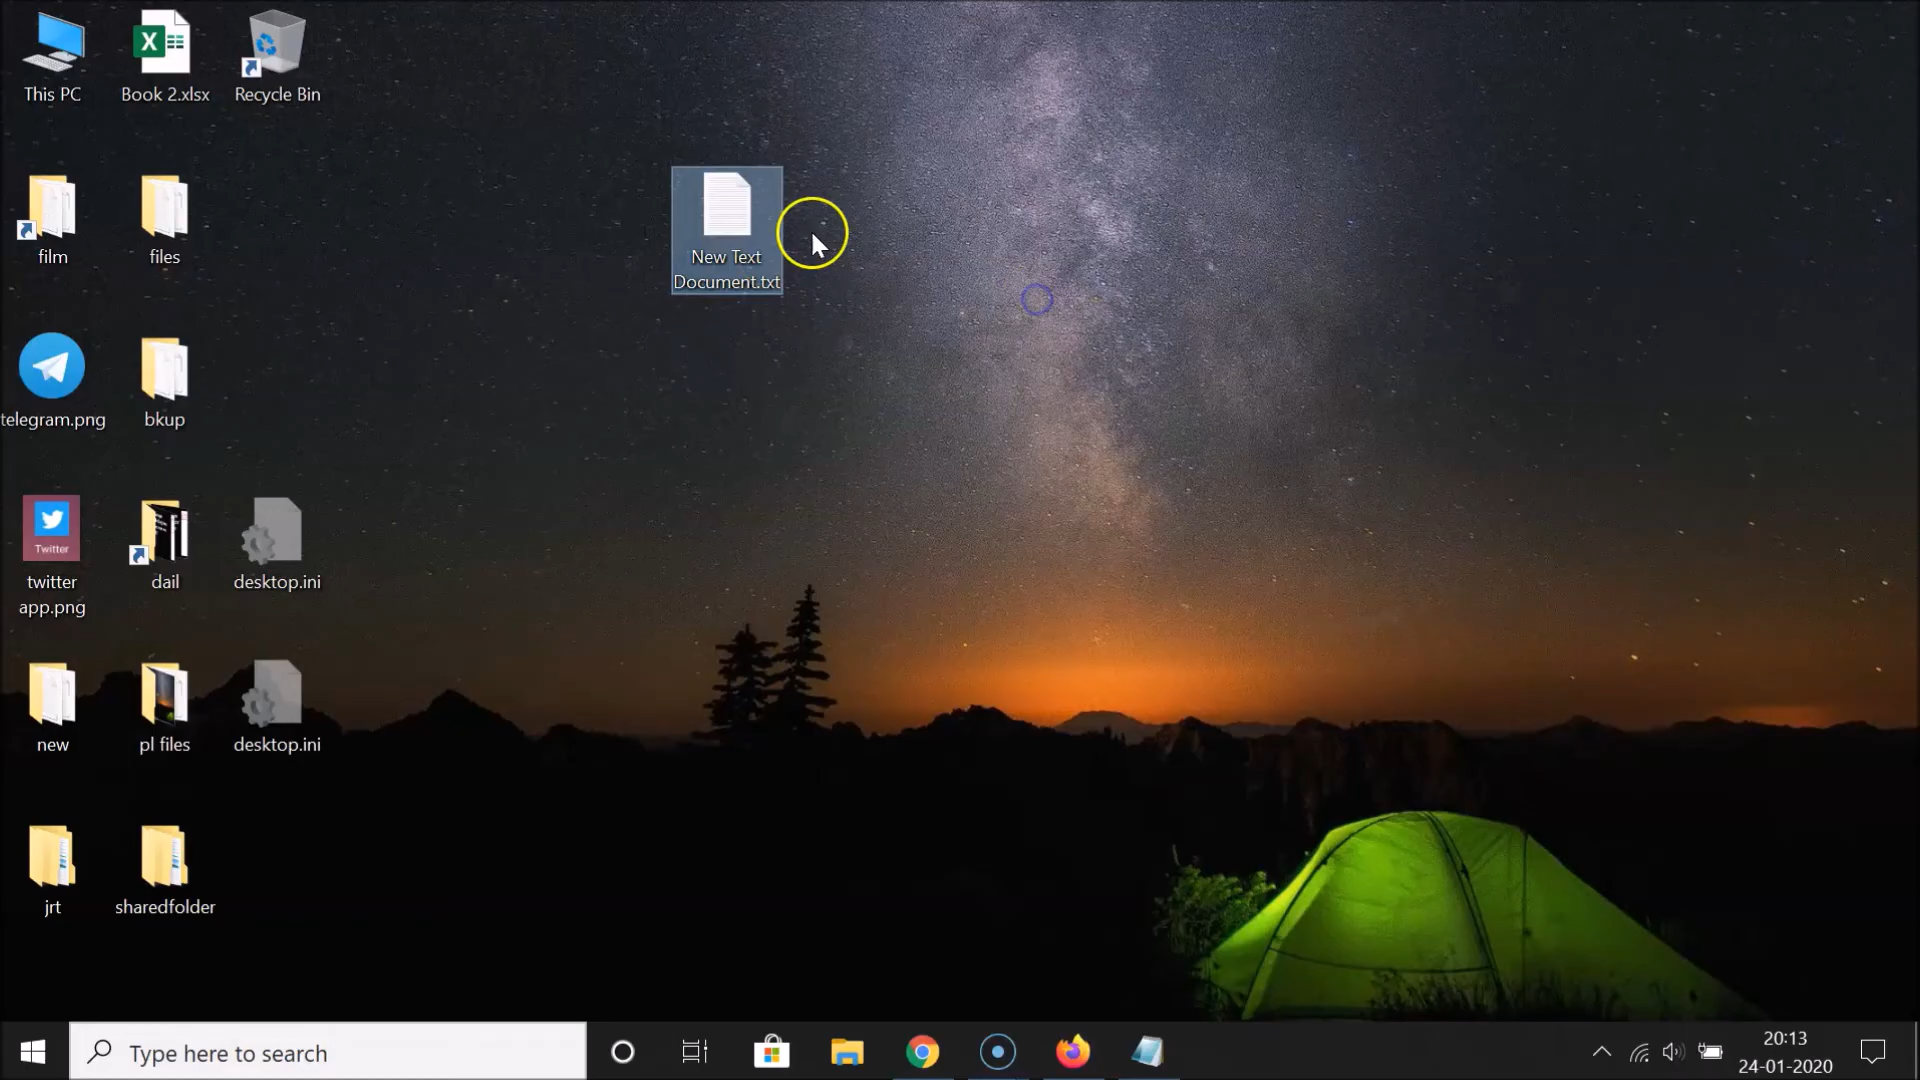 This PC
Book 2.xlsx
Recycle Bin
film
files
New Text
Document.txt
telegram.png
bkup
Twitter
twitter
app.png
dail
desktop.ini
new
pl files
desktop.ini
jrt
sharedfolder
Type here to search
20:13
24-01-2020